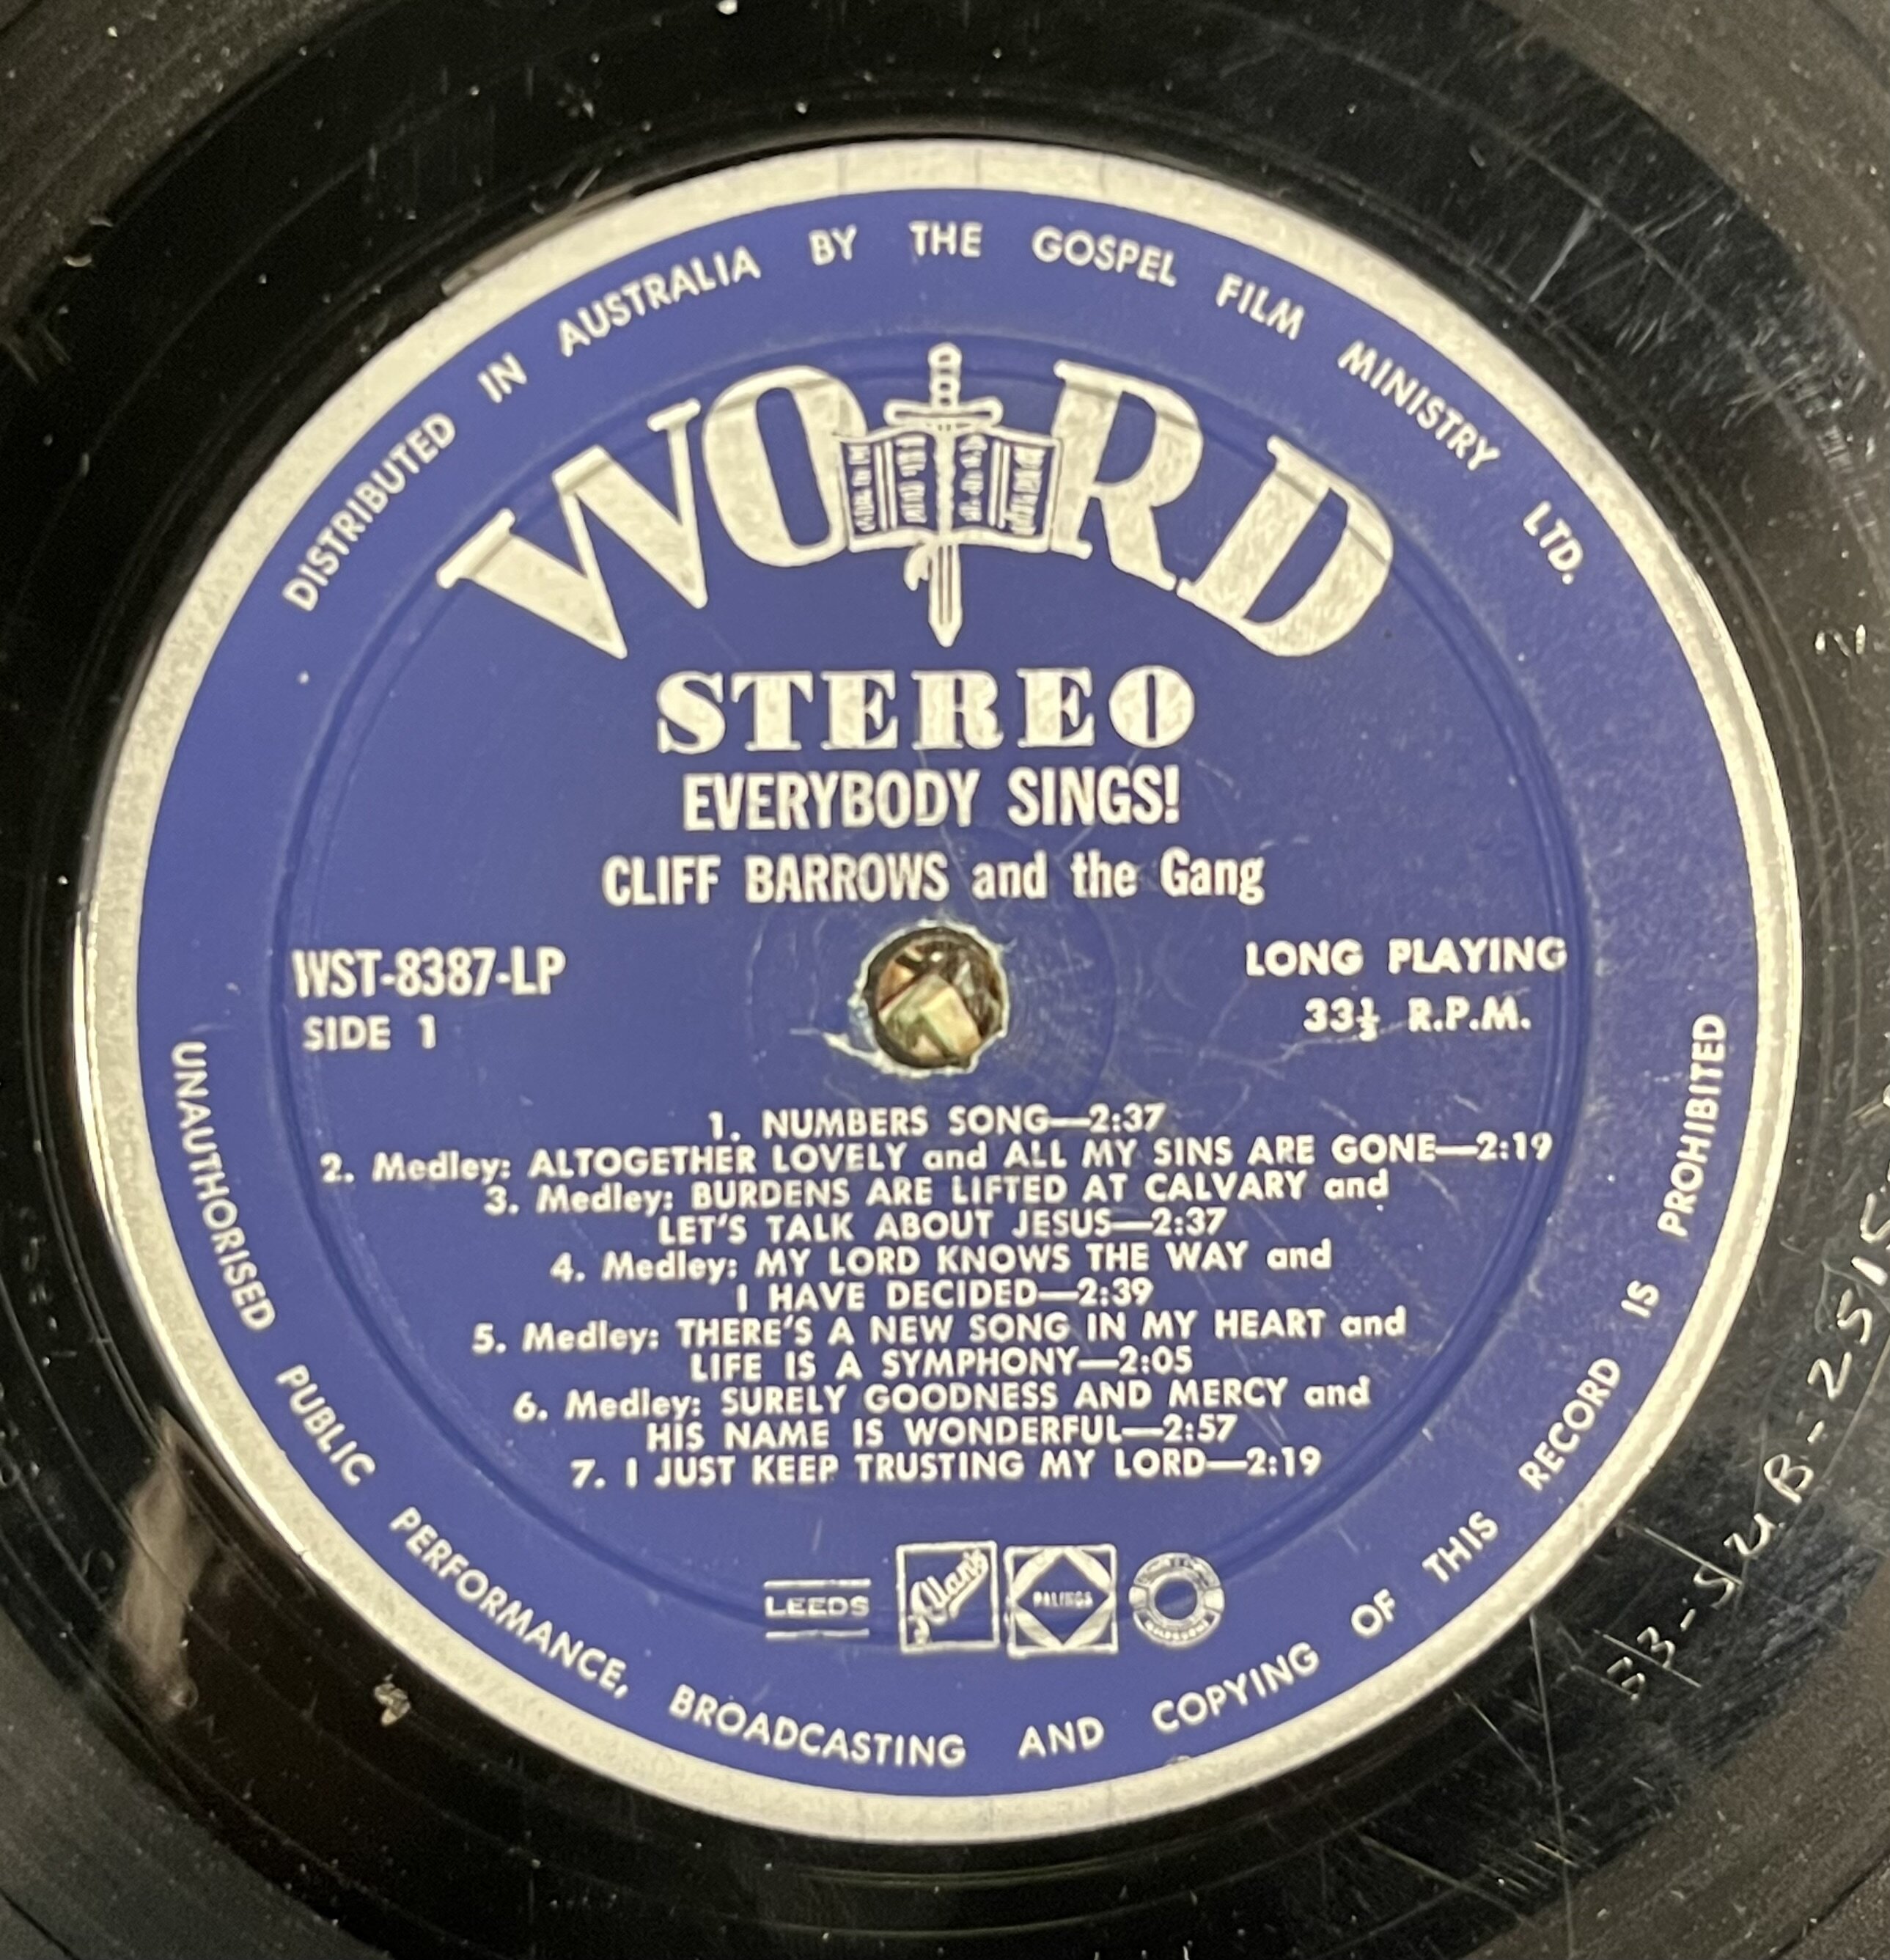 DISTRIBUTED IN AUSTRALIA BY THE GOSPEL FILM MINISTRY LTD.
WORD
STEREO
EVERYBODY SINGS!
CLIFF BARROWS and the Gang
WST-8387-LP
SIDE 1
LONG PLAYING
33⅓ R.P.M.
1. NUMBERS SONG—2:37
2. Medley: ALTOGETHER LOVELY and ALL MY SINS ARE GONE—2:19
3. Medley: BURDENS ARE LIFTED AT CALVARY and
LET'S TALK ABOUT JESUS—2:37
4. Medley: MY LORD KNOWS THE WAY and
I HAVE DECIDED—2:39
5. Medley: THERE'S A NEW SONG IN MY HEART and
LIFE IS A SYMPHONY—2:05
6. Medley: SURELY GOODNESS AND MERCY and
HIS NAME IS WONDERFUL—2:57
7. I JUST KEEP TRUSTING MY LORD—2:19
LEEDS
Allans
PALINGS
UNAUTHORISED PUBLIC PERFORMANCE, BROADCASTING AND COPYING OF THIS RECORD IS PROHIBITED